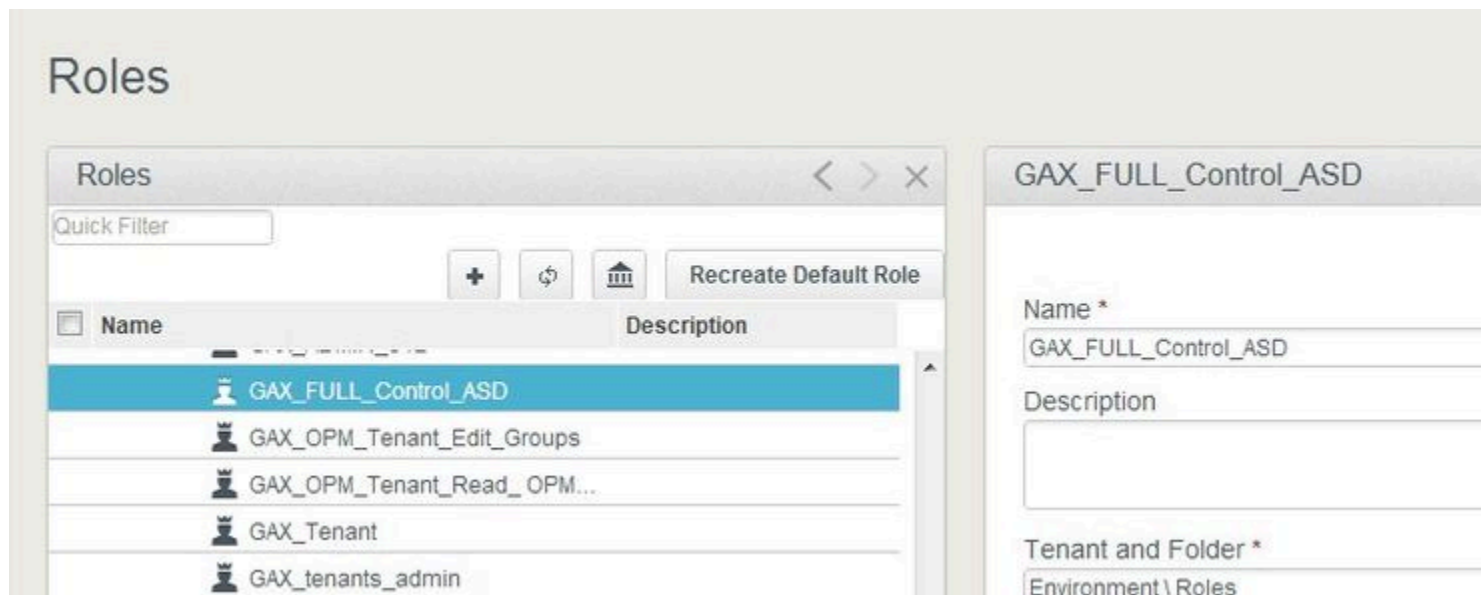 Roles
Roles
GAX_FULL_Control_ASD
Quick Filter
Recreate Default Role
Name
Description
GAX_FULL_Control_ASD
GAX_OPM_Tenant_Edit_Groups
GAX_OPM_Tenant_Read_ OPM...
GAX_Tenant
GAX_tenants_admin
Name *
GAX_FULL_Control_ASD
Description
Tenant and Folder *
Environment \ Roles